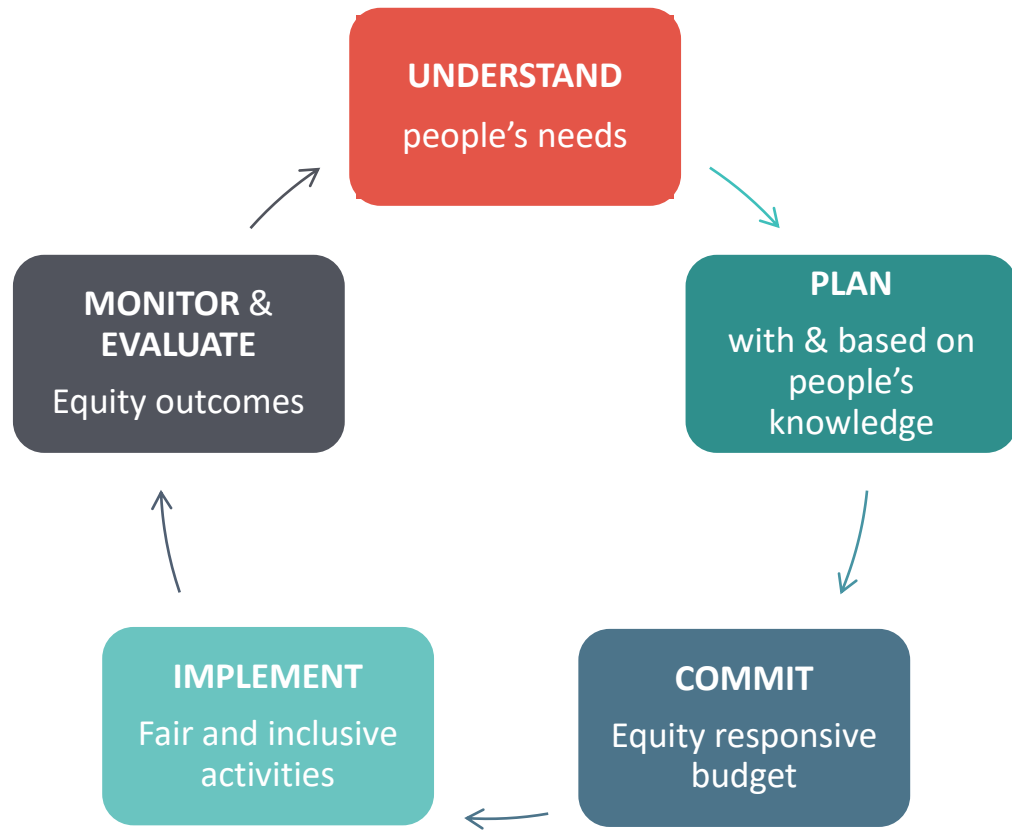 UNDERSTAND
people’s needs
PLAN
with & based on
people’s
knowledge
COMMIT
Equity responsive
budget
IMPLEMENT
Fair and inclusive
activities
MONITOR &
EVALUATE
Equity outcomes